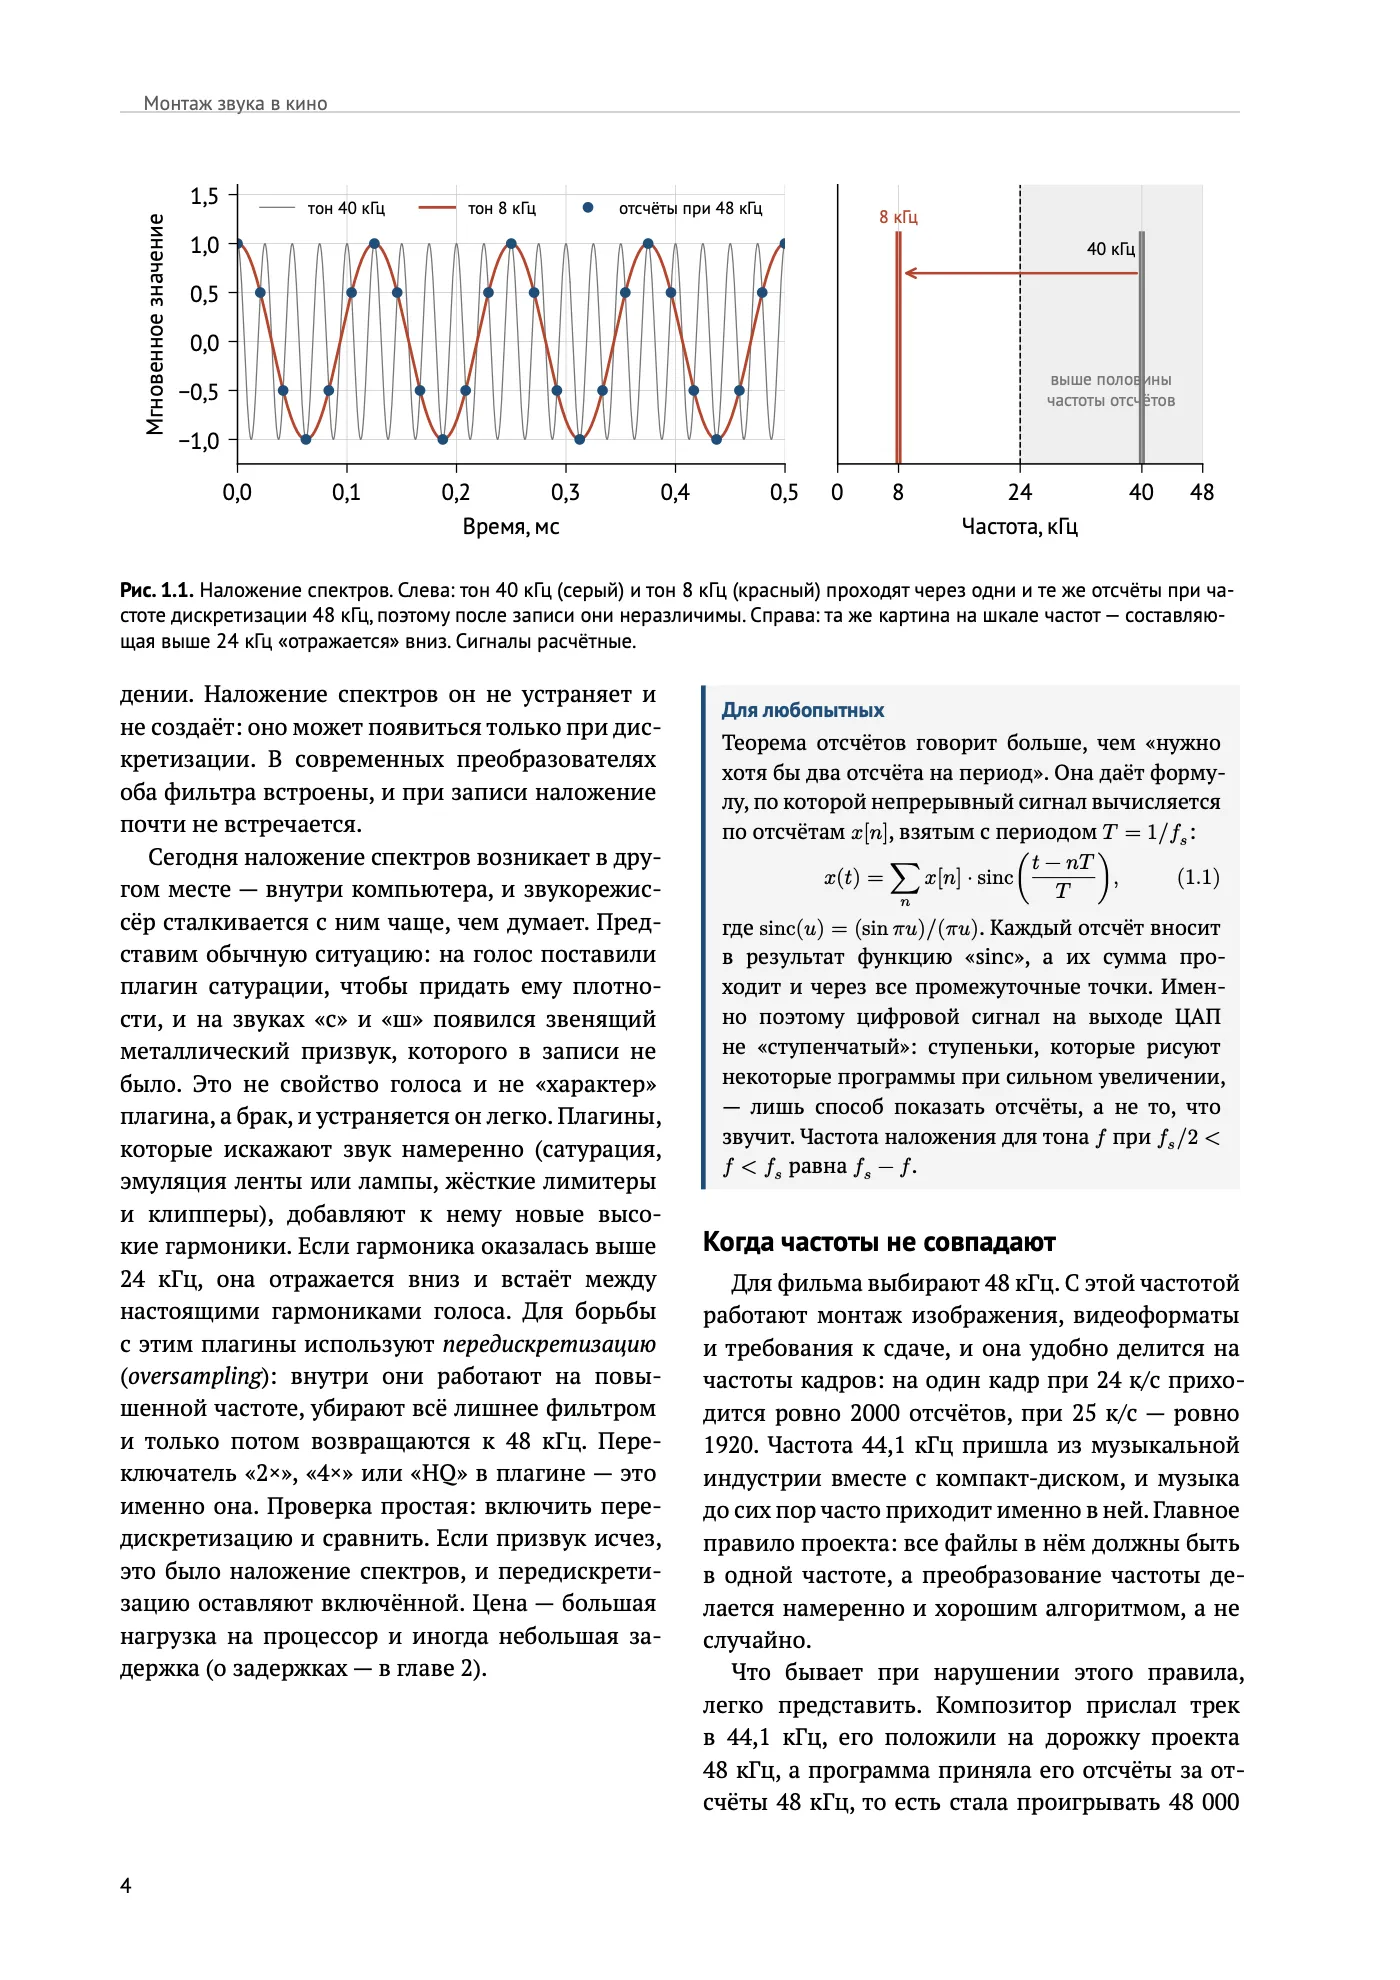 Монтаж звука в кино
Мгновенное значение
1,5
1,0
0,5
0,0
−0,5
−1,0
тон 40 кГц тон 8 кГц отсчёты при 48 кГц
0,0 0,1 0,2 0,3 0,4 0,5
Время, мс
8 кГц
40 кГц
выше половины
частоты отсчётов
0 8 24 40 48
Частота, кГц
Рис. 1.1. Наложение спектров. Слева: тон 40 кГц (серый) и тон 8 кГц (красный) проходят через одни и те же отсчёты при ча-
стоте дискретизации 48 кГц, поэтому после записи они неразличимы. Справа: та же картина на шкале частот — составляю-
щая выше 24 кГц «отражается» вниз. Сигналы расчётные.
дении. Наложение спектров он не устраняет и
не создаёт: оно может появиться только при дис-
кретизации. В современных преобразователях
оба фильтра встроены, и при записи наложение
почти не встречается.
Сегодня наложение спектров возникает в дру-
гом месте — внутри компьютера, и звукорежис-
сёр сталкивается с ним чаще, чем думает. Пред-
ставим обычную ситуацию: на голос поставили
плагин сатурации, чтобы придать ему плотно-
сти, и на звуках «с» и «ш» появился звенящий
металлический призвук, которого в записи не
было. Это не свойство голоса и не «характер»
плагина, а брак, и устраняется он легко. Плагины,
которые искажают звук намеренно (сатурация,
эмуляция ленты или лампы, жёсткие лимитеры
и клипперы), добавляют к нему новые высо-
кие гармоники. Если гармоника оказалась выше
24 кГц, она отражается вниз и встаёт между
настоящими гармониками голоса. Для борьбы
с этим плагины используют передискретизацию
(oversampling): внутри они работают на повы-
шенной частоте, убирают всё лишнее фильтром
и только потом возвращаются к 48 кГц. Пере-
ключатель «2×», «4×» или «HQ» в плагине — это
именно она. Проверка простая: включить пере-
дискретизацию и сравнить. Если призвук исчез,
это было наложение спектров, и передискрети-
зацию оставляют включённой. Цена — большая
нагрузка на процессор и иногда небольшая за-
держка (о задержках — в главе 2).
Для любопытных
Теорема отсчётов говорит больше, чем «нужно
хотя бы два отсчёта на период». Она даёт форму-
лу, по которой непрерывный сигнал вычисляется
по отсчётам x[n], взятым с периодом T = 1/fₛ:
x(t) = ∑ₙ x[n] · sinc((t − nT)/T), (1.1)
где sinc(u) = (sin πu)/(πu). Каждый отсчёт вносит
в результат функцию «sinc», а их сумма про-
ходит и через все промежуточные точки. Имен-
но поэтому цифровой сигнал на выходе ЦАП
не «ступенчатый»: ступеньки, которые рисуют
некоторые программы при сильном увеличении,
— лишь способ показать отсчёты, а не то, что
звучит. Частота наложения для тона f при fₛ/2 <
f < fₛ равна fₛ − f.
Когда частоты не совпадают
Для фильма выбирают 48 кГц. С этой частотой
работают монтаж изображения, видеоформаты
и требования к сдаче, и она удобно делится на
частоты кадров: на один кадр при 24 к/с прихо-
дится ровно 2000 отсчётов, при 25 к/с — ровно
1920. Частота 44,1 кГц пришла из музыкальной
индустрии вместе с компакт-диском, и музыка
до сих пор часто приходит именно в ней. Главное
правило проекта: все файлы в нём должны быть
в одной частоте, а преобразование частоты де-
лается намеренно и хорошим алгоритмом, а не
случайно.
Что бывает при нарушении этого правила,
легко представить. Композитор прислал трек
в 44,1 кГц, его положили на дорожку проекта
48 кГц, а программа приняла его отсчёты за от-
счёты 48 кГц, то есть стала проигрывать 48 000
4